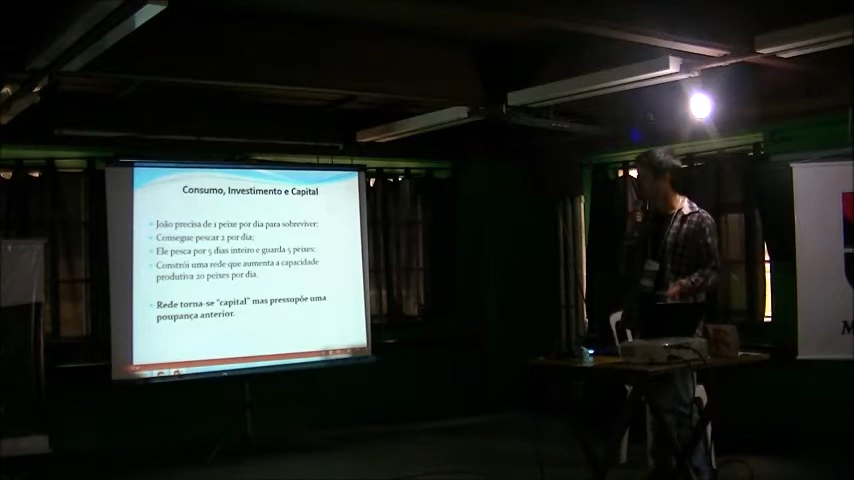 Consumo, Investimento e Capital
João precisa de 1 peixe por dia para sobreviver;
Consegue pescar 2 por dia;
Ele pesca por 5 dias inteiro e guarda 5 peixes;
Constrói uma rede que aumenta a capacidade
produtiva 20 peixes por dia.
Rede torna-se "capital" mas pressupõe uma
poupança anterior.
M